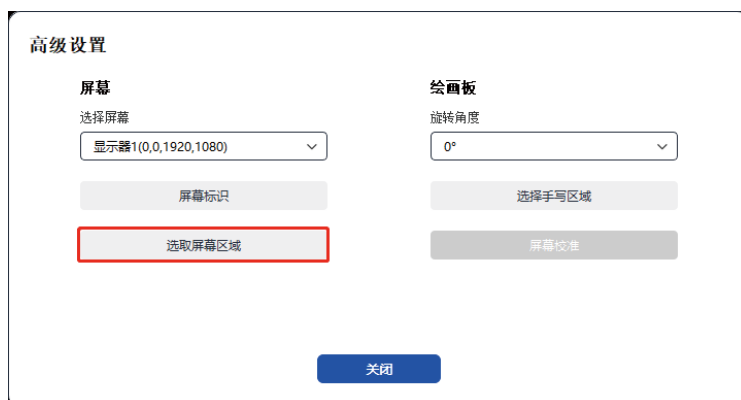 高级设置
屏幕
选择屏幕
显示器1(0,0,1920,1080)
屏幕标识
选取屏幕区域
绘画板
旋转角度
0°
选择手写区域
屏幕校准
关闭